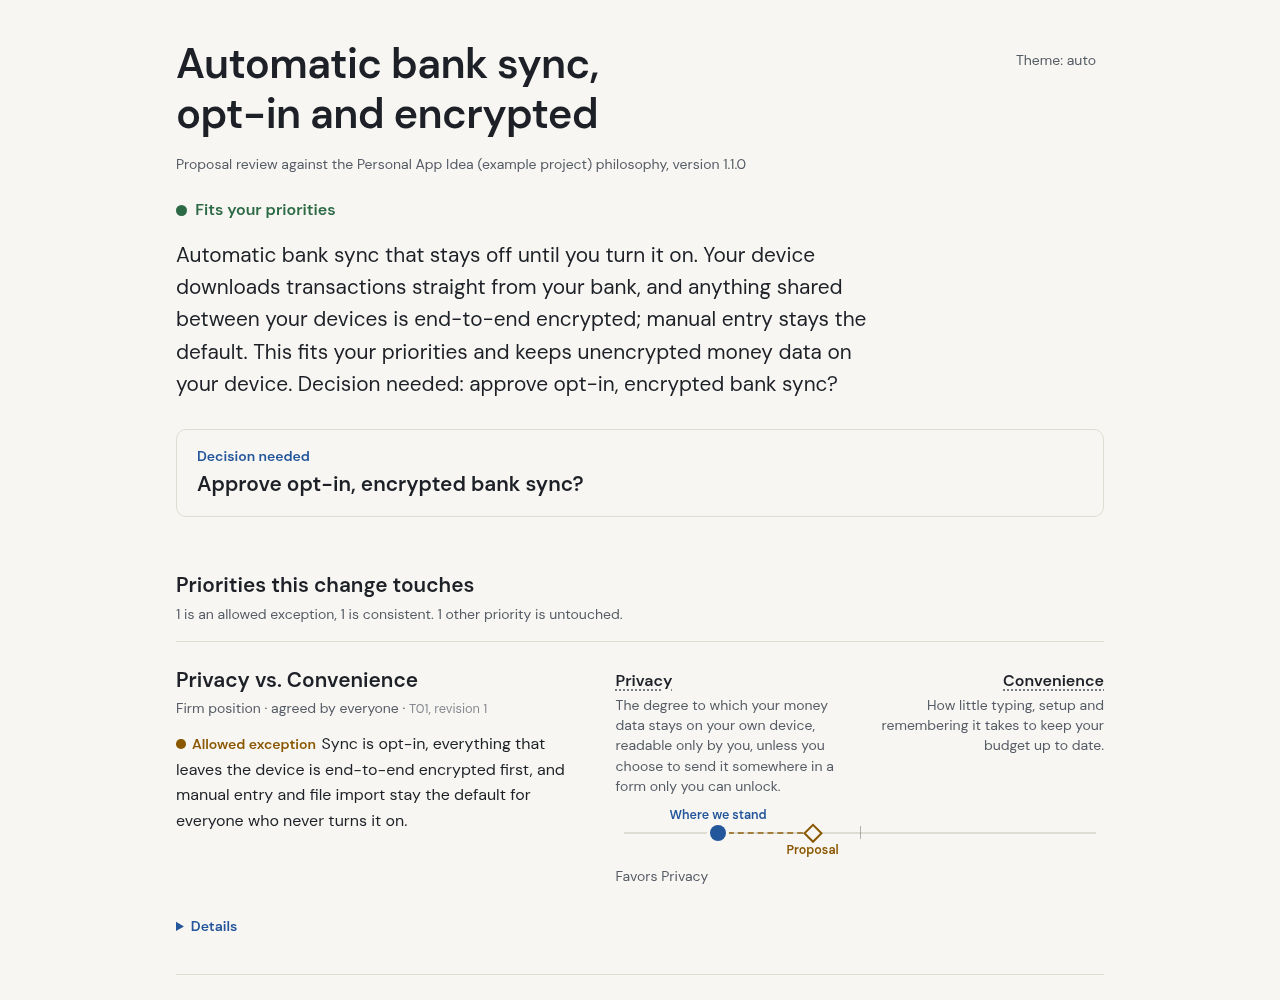 Automatic bank sync,
opt-in and encrypted
Theme: auto
Proposal review against the Personal App Idea (example project) philosophy, version 1.1.0
Fits your priorities
Automatic bank sync that stays off until you turn it on. Your device
downloads transactions straight from your bank, and anything shared
between your devices is end-to-end encrypted; manual entry stays the
default. This fits your priorities and keeps unencrypted money data on
your device. Decision needed: approve opt-in, encrypted bank sync?
Decision needed
Approve opt-in, encrypted bank sync?
Priorities this change touches
1 is an allowed exception, 1 is consistent. 1 other priority is untouched.
Privacy vs. Convenience
Firm position · agreed by everyone · T01, revision 1
Allowed exception Sync is opt-in, everything that
leaves the device is end-to-end encrypted first, and
manual entry and file import stay the default for
everyone who never turns it on.
Privacy
The degree to which your money
data stays on your own device,
readable only by you, unless you
choose to send it somewhere in a
form only you can unlock.
Convenience
How little typing, setup and
remembering it takes to keep your
budget up to date.
Where we stand
Proposal
Favors Privacy
Details